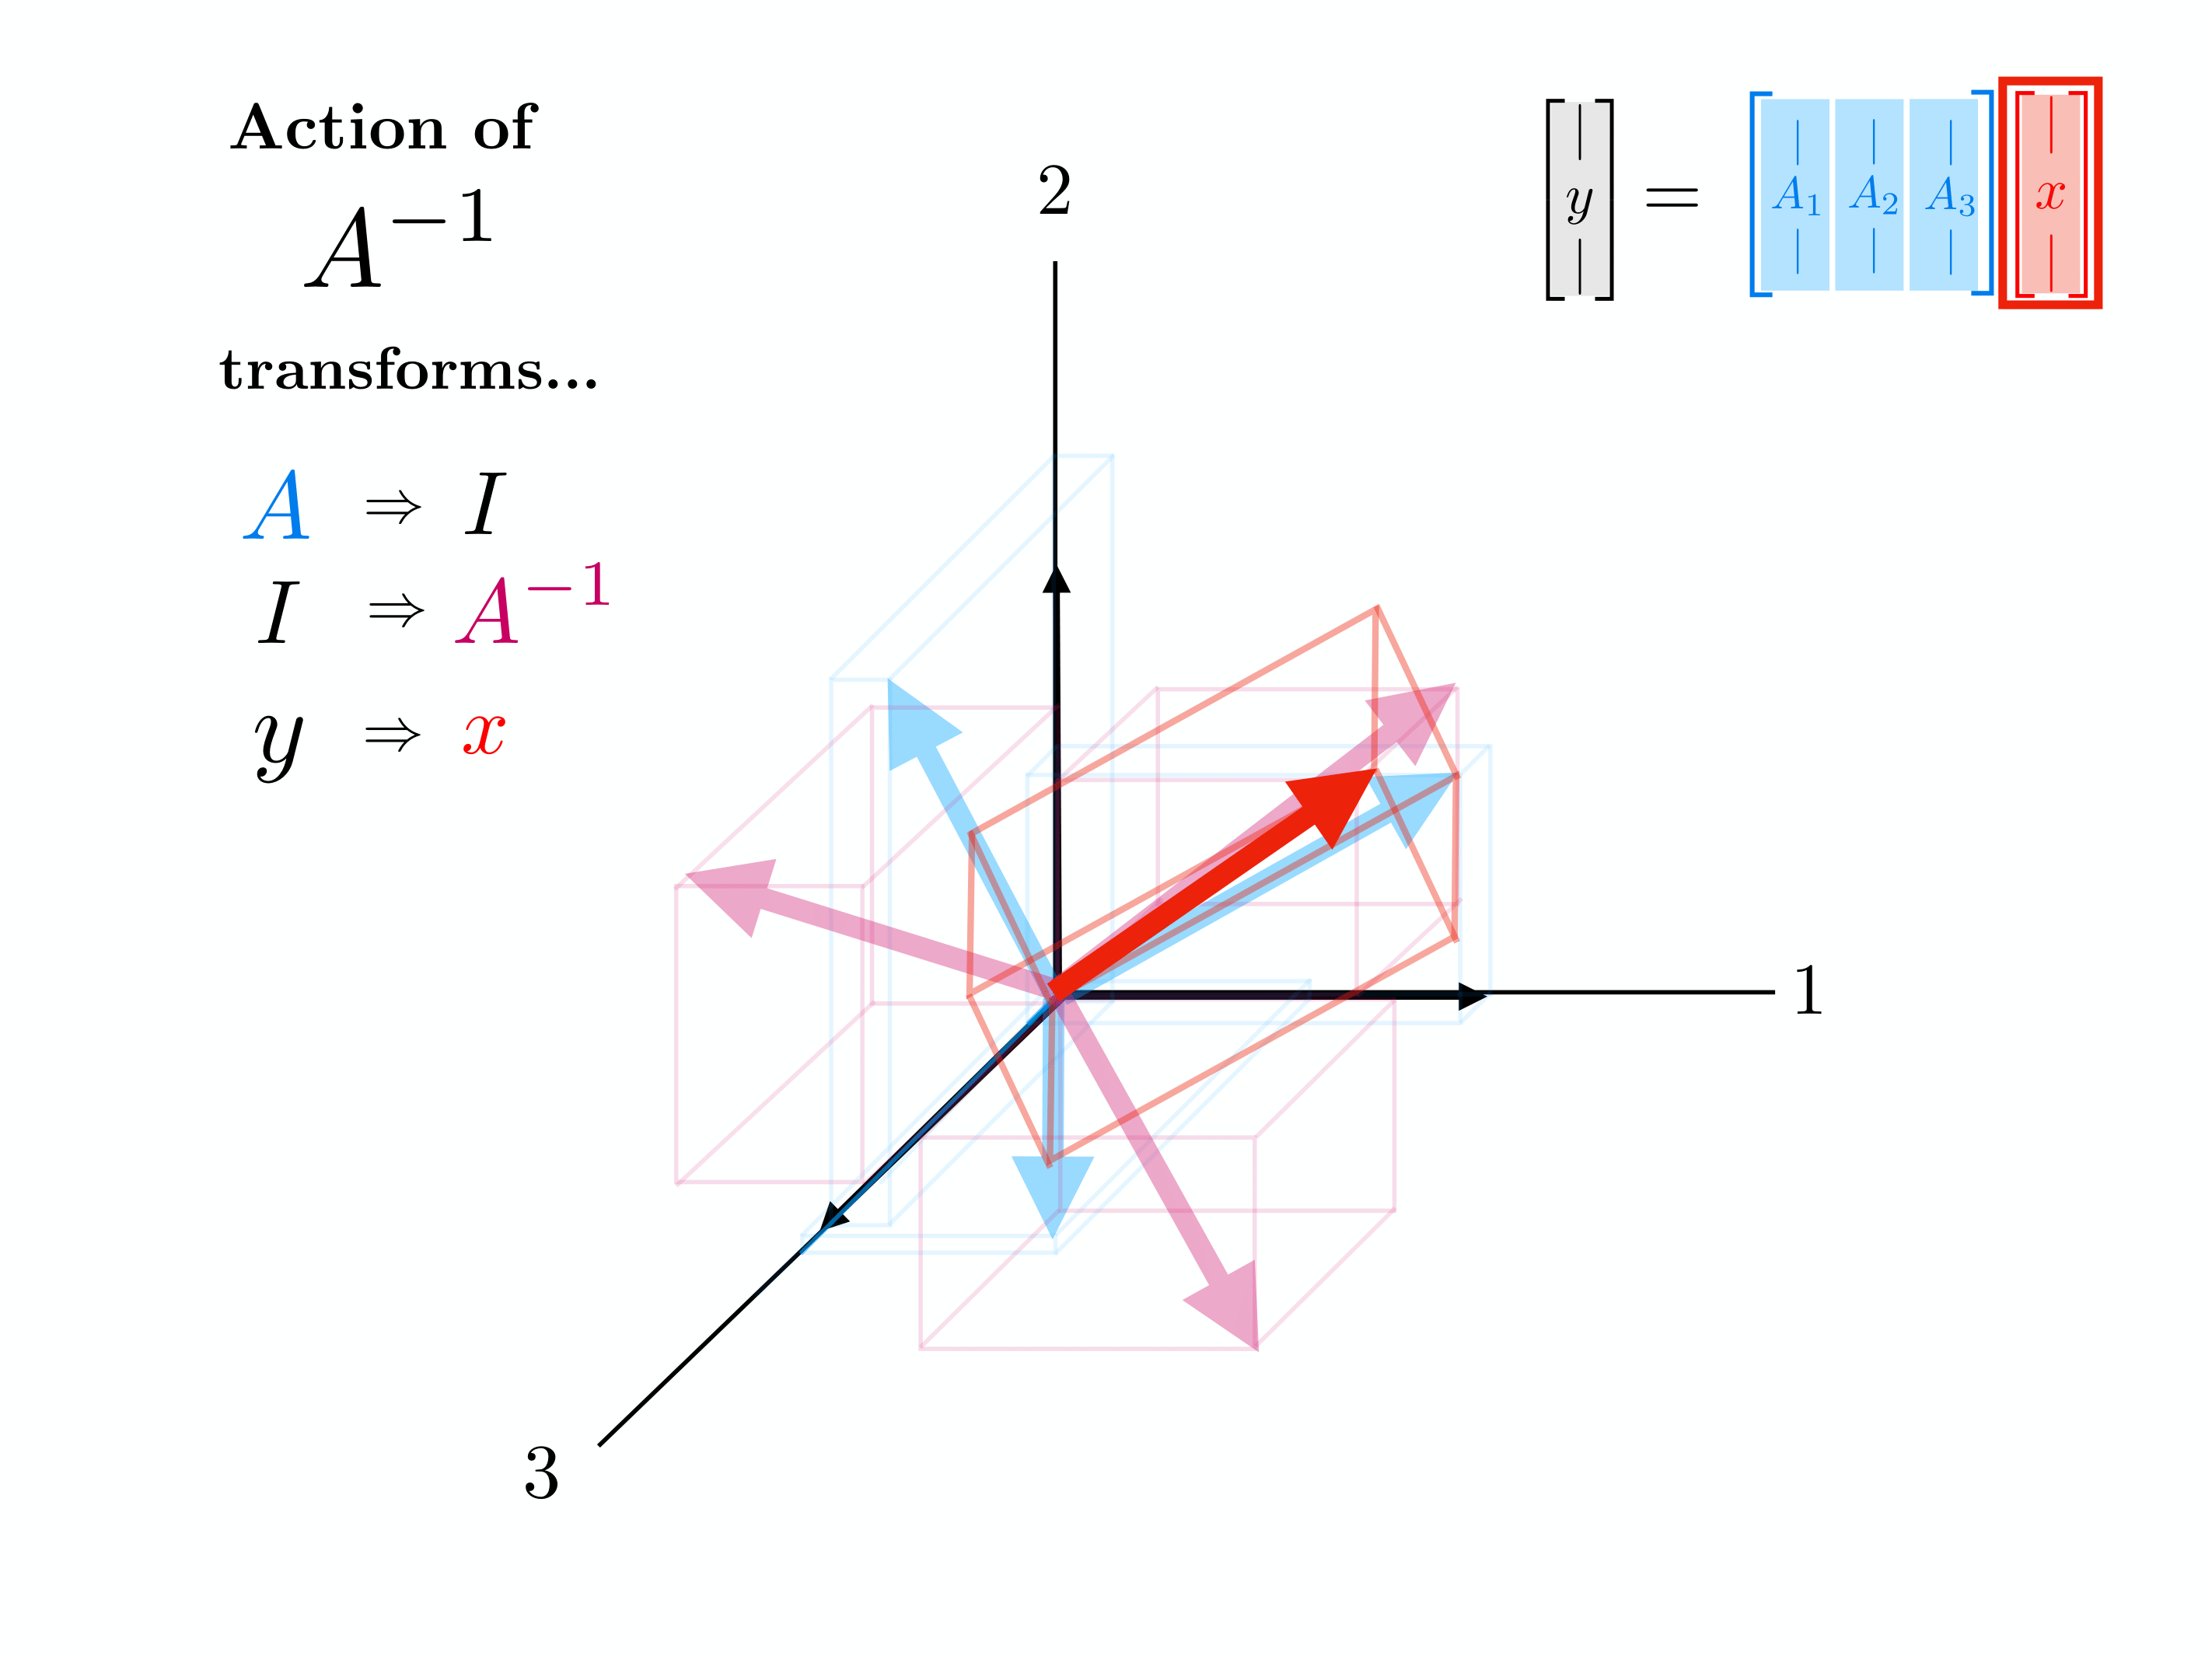 Action of
A⁻¹
transforms...
A ⇒ I
I ⇒ A⁻¹
y ⇒ x
y = A₁ A₂ A₃ x
2
1
3